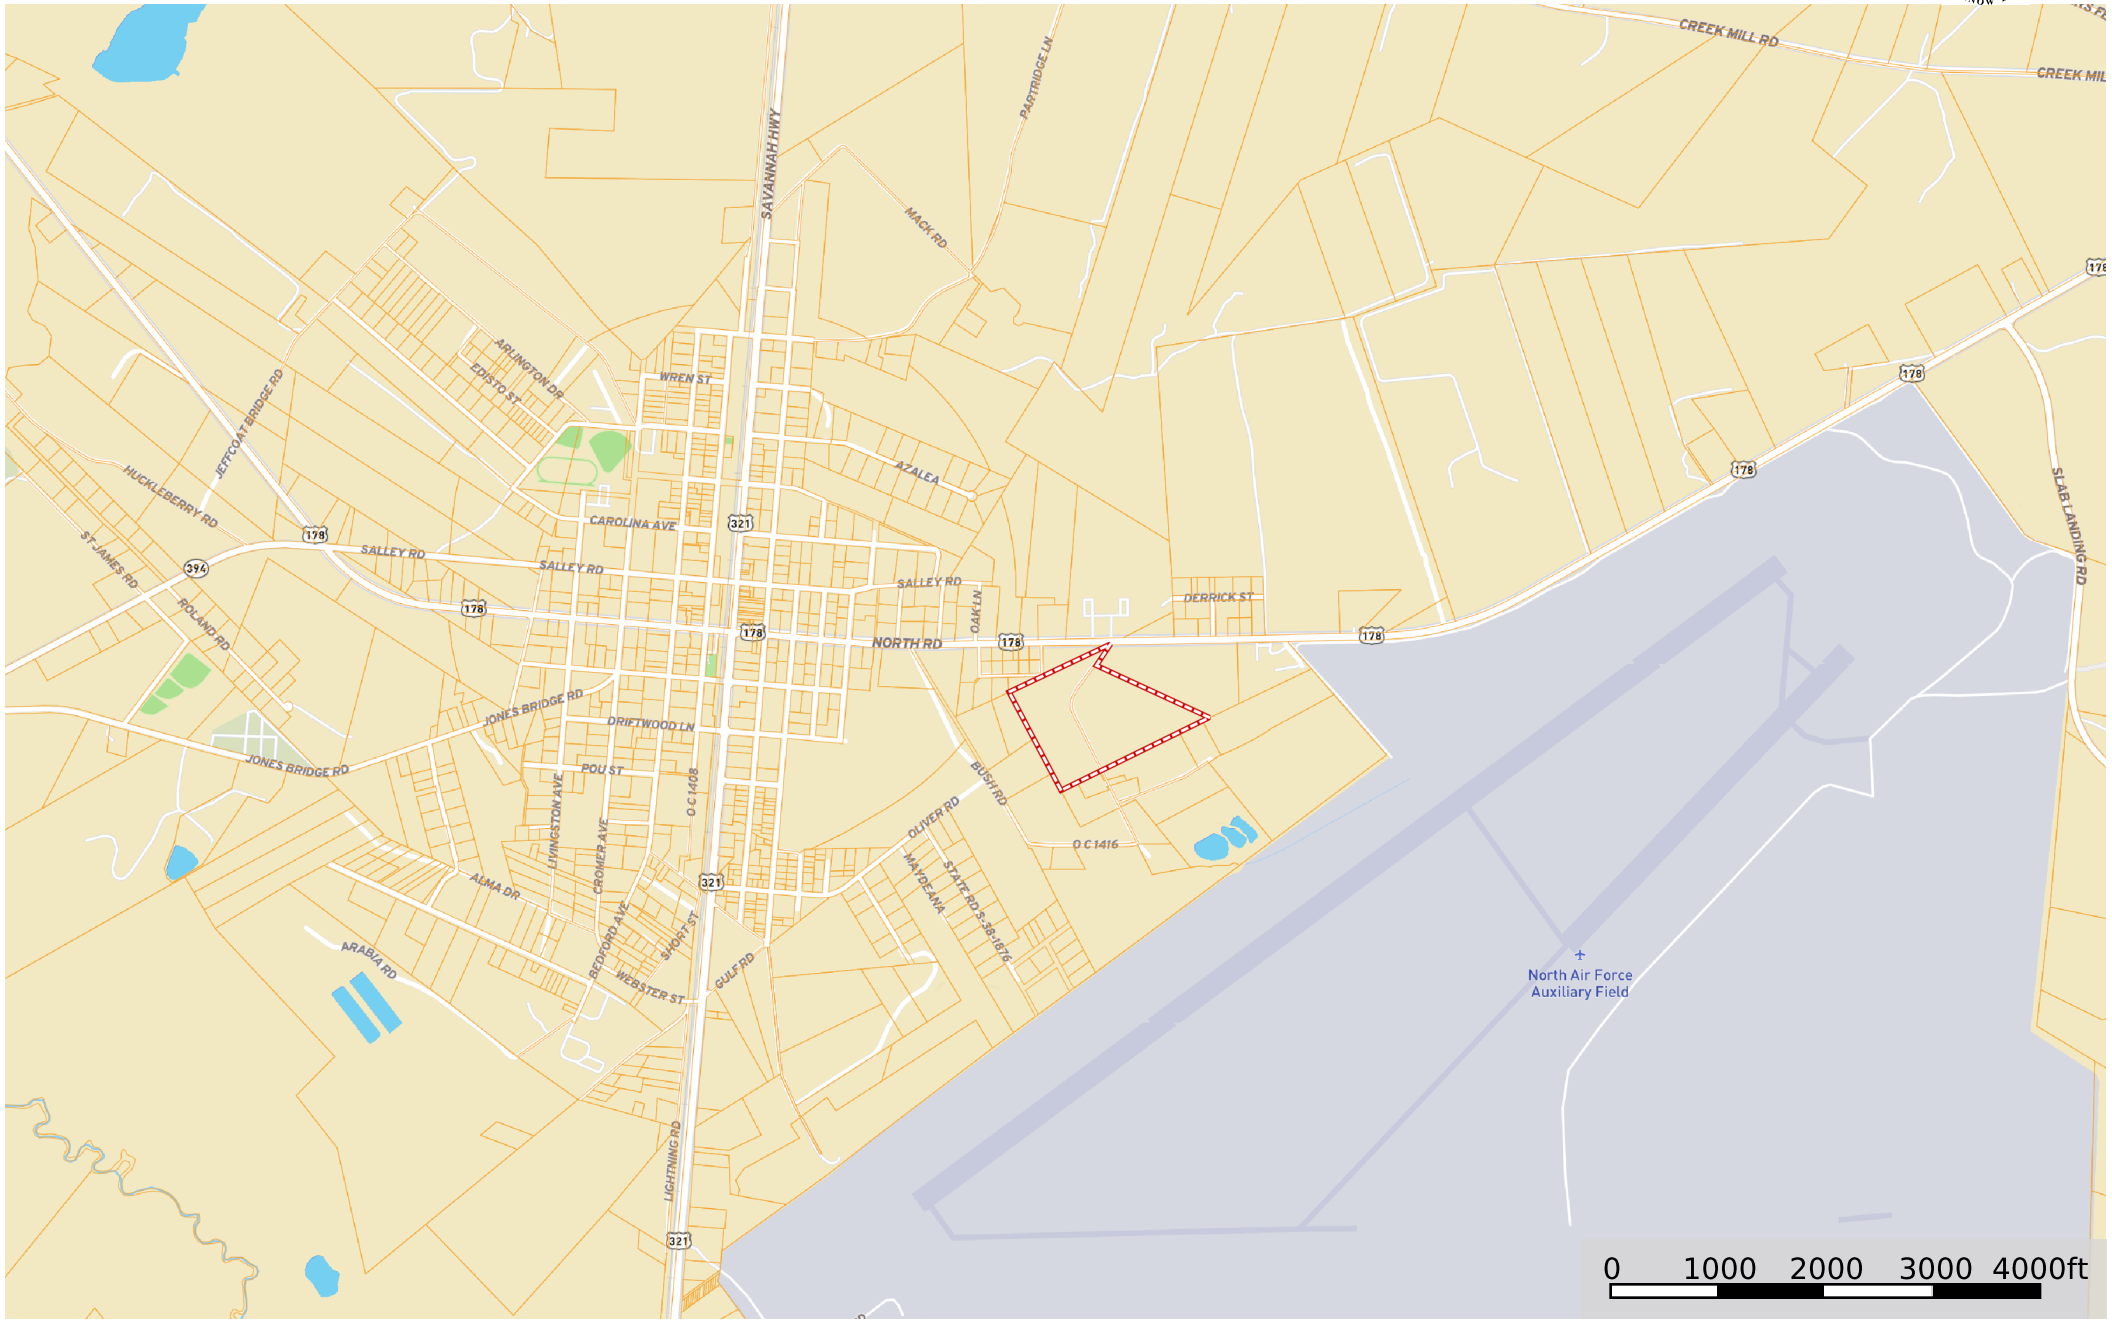 CREEK MILL RD
CREEK MIL
PARTRIDGE LN
SAVANNAH HWY
MACK RD
178
ARLINGTON DR
EDISTO ST
WREN ST
178
JEFFCOAT BRIDGE RD
HUCKLEBERRY RD
AZALEA
178
SLAB LANDING RD
CAROLINA AVE
321
178
SALLEY RD
SALLEY RD
SALLEY RD
ST JAMES RD
394
ROLAND RD
178
OAK LN
DERRICK ST
178
NORTH RD
178
178
JONES BRIDGE RD
DRIFTWOOD LN
JONES BRIDGE RD
POU ST
O C 1408
BUSH RD
LIVINGSTON AVE
CROMER AVE
OLIVER RD
O C 1416
MAYDEANA
STATE RD S-38-1676
ALMA DR
321
BEDFORD AVE
SHORT ST
ARABIA RD
WEBSTER ST
GULF RD
North Air Force
Auxiliary Field
LIGHTNING RD
321
0 1000 2000 3000 4000ft